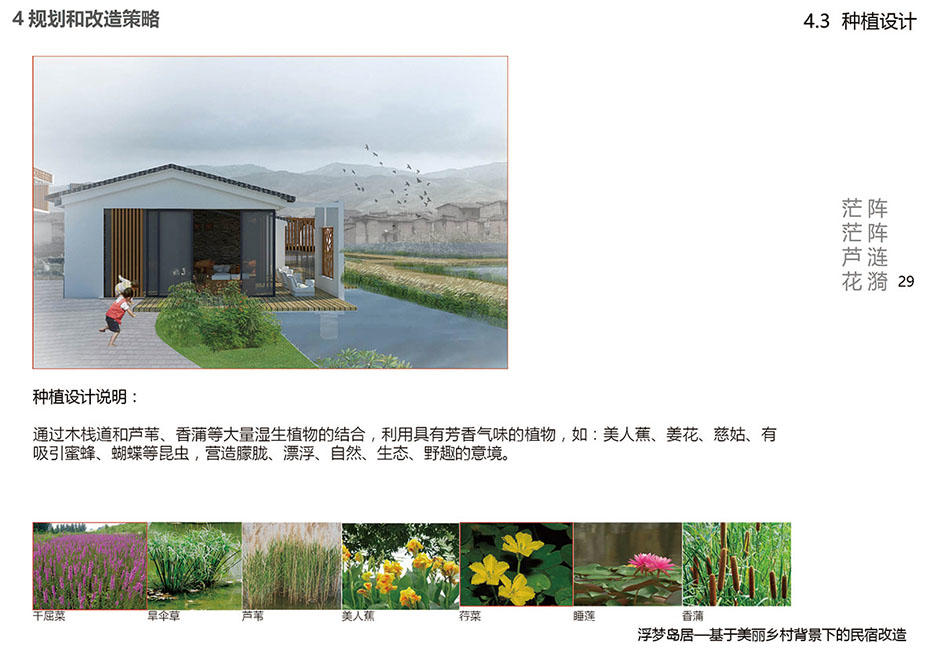 4 规划和改造策略
4.3 种植设计
阵阵涟漪
茫茫芦花
29
种植设计说明：
通过木栈道和芦苇、香蒲等大量湿生植物的结合，利用具有芳香气味的植物，如：美人蕉、姜花、慈姑、有
吸引蜜蜂、蝴蝶等昆虫，营造朦胧、漂浮、自然、生态、野趣的意境。
千屈菜
旱伞草
芦苇
美人蕉
荇菜
睡莲
香蒲
浮梦岛居—基于美丽乡村背景下的民宿改造